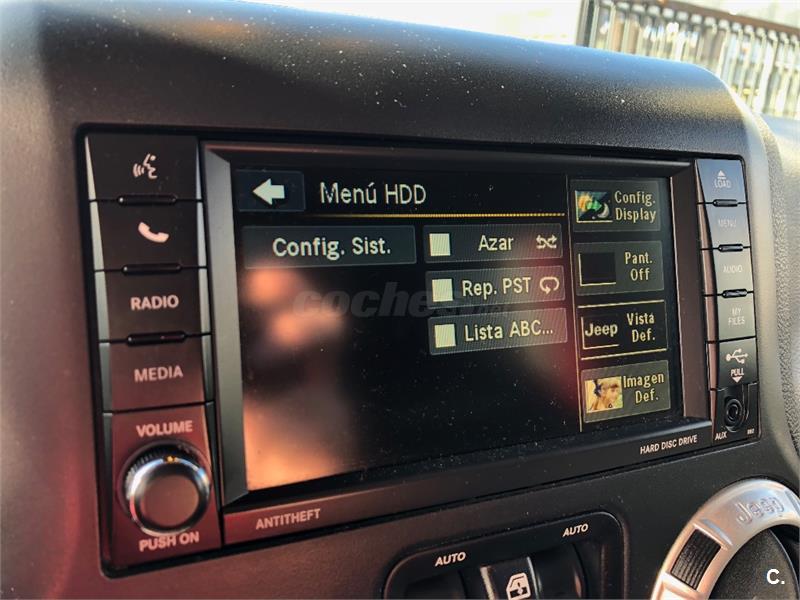 Menú HDD
Config. Sist.
Azar
Rep. PST
Lista ABC...
Config.
Display
Pant.
Off
Jeep
Vista
Def.
Imagen
Def.
RADIO
MEDIA
VOLUME
PUSH ON
ANTITHEFT
HARD DISC DRIVE
LOAD
MENU
AUDIO
MY
FILES
PULL
AUX
AUTO
AUTO
Jeep
coches
C.